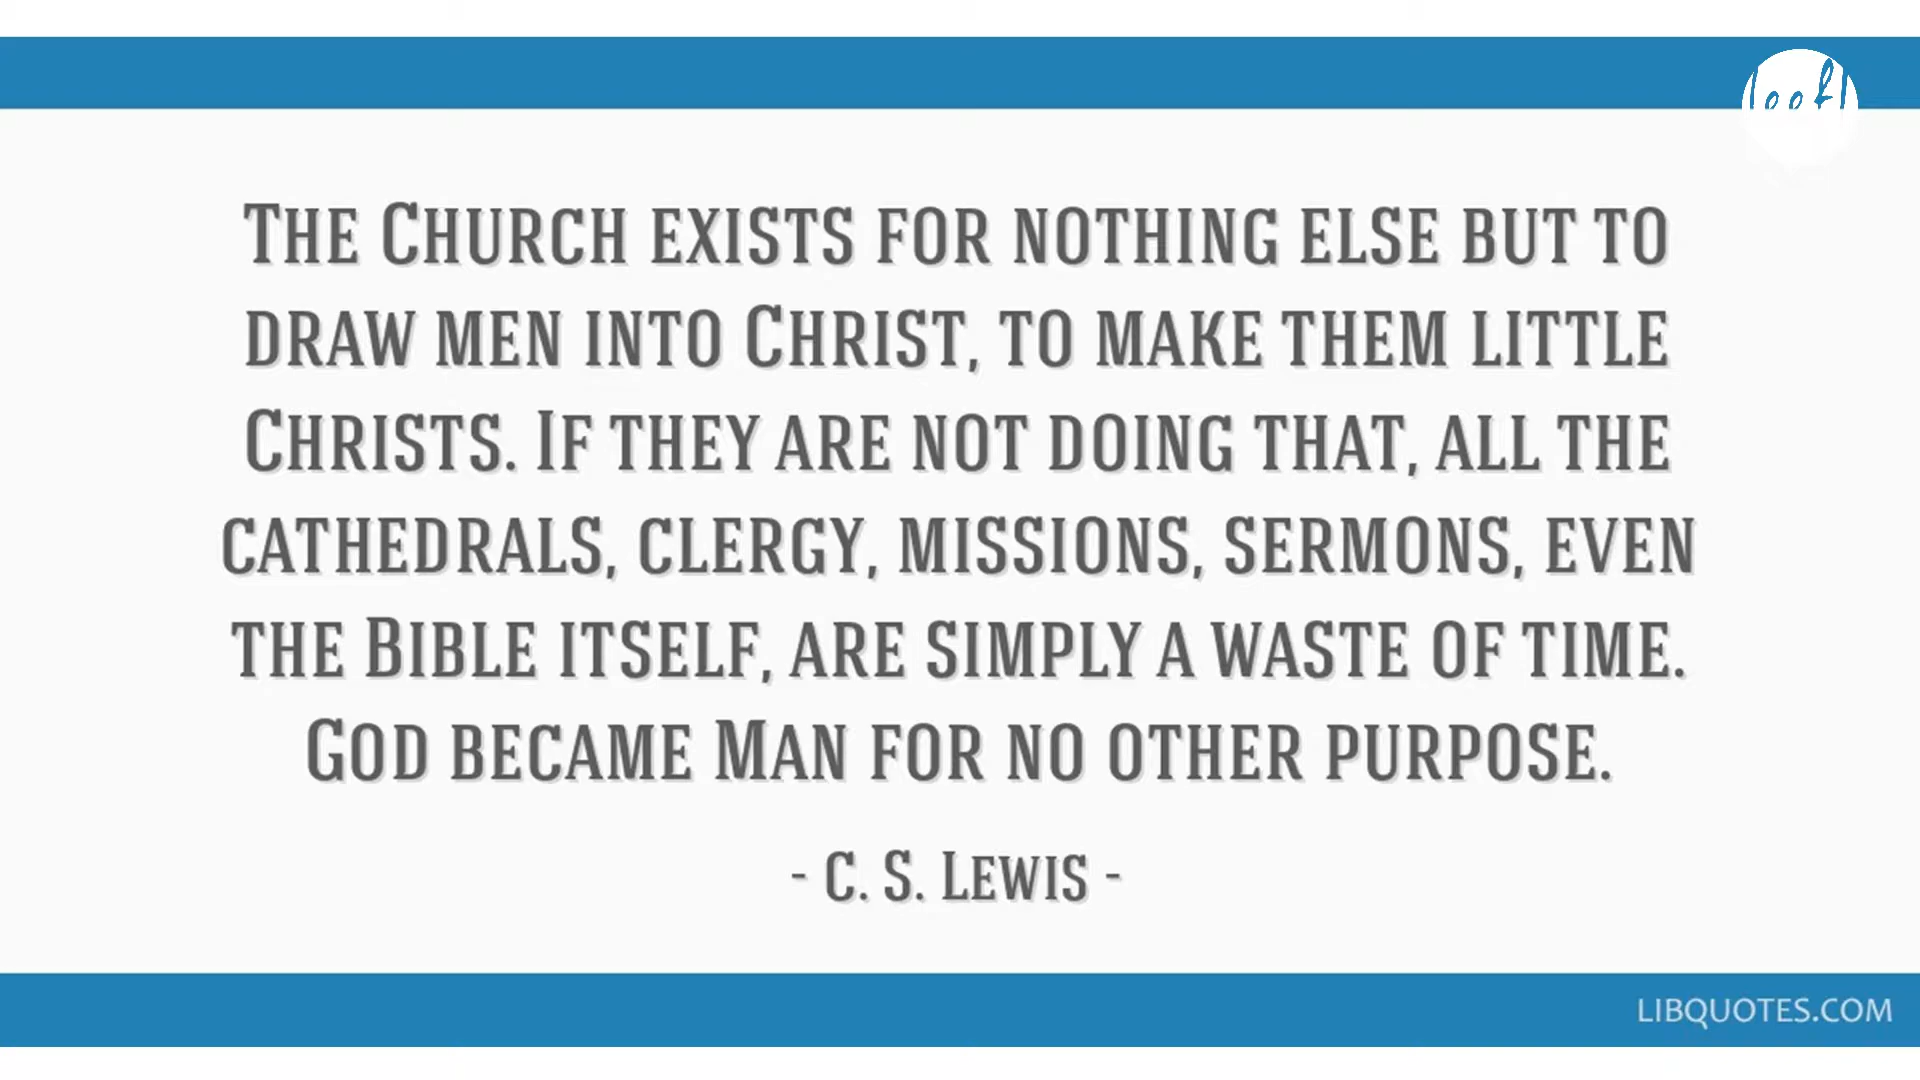 The Church exists for nothing else but to
draw men into Christ, to make them little
Christs. If they are not doing that, all the
cathedrals, clergy, missions, sermons, even
the Bible itself, are simply a waste of time.
God became Man for no other purpose.
- C. S. Lewis -
LIBQUOTES.COM